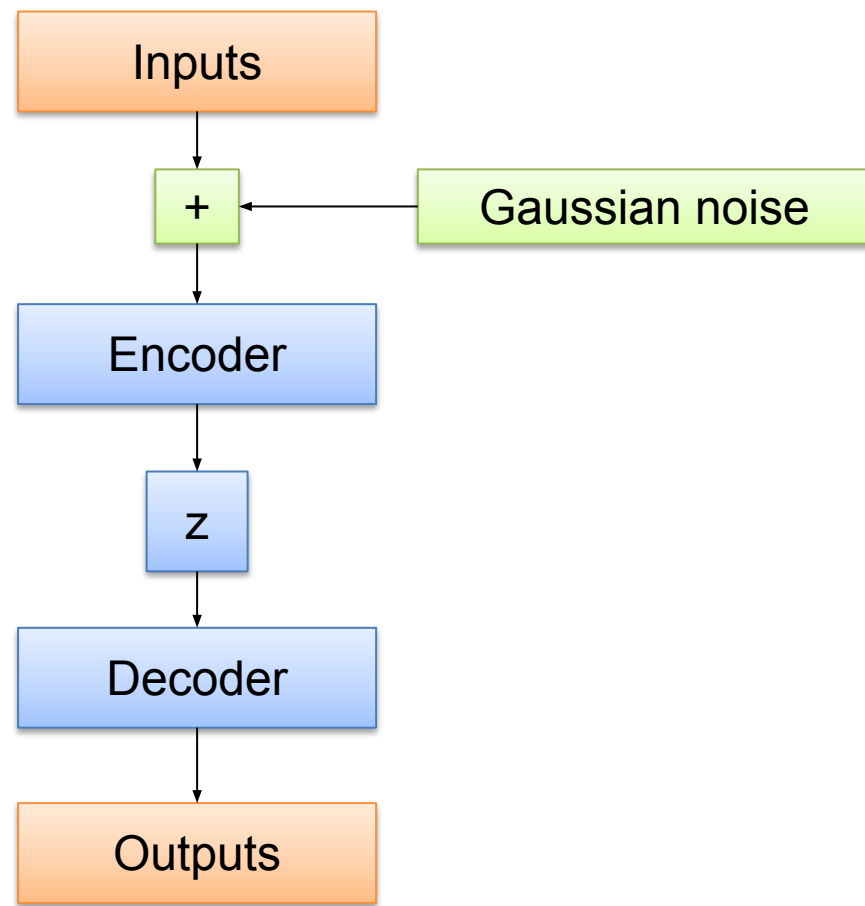 Inputs
+
Gaussian noise
Encoder
z
Decoder
Outputs